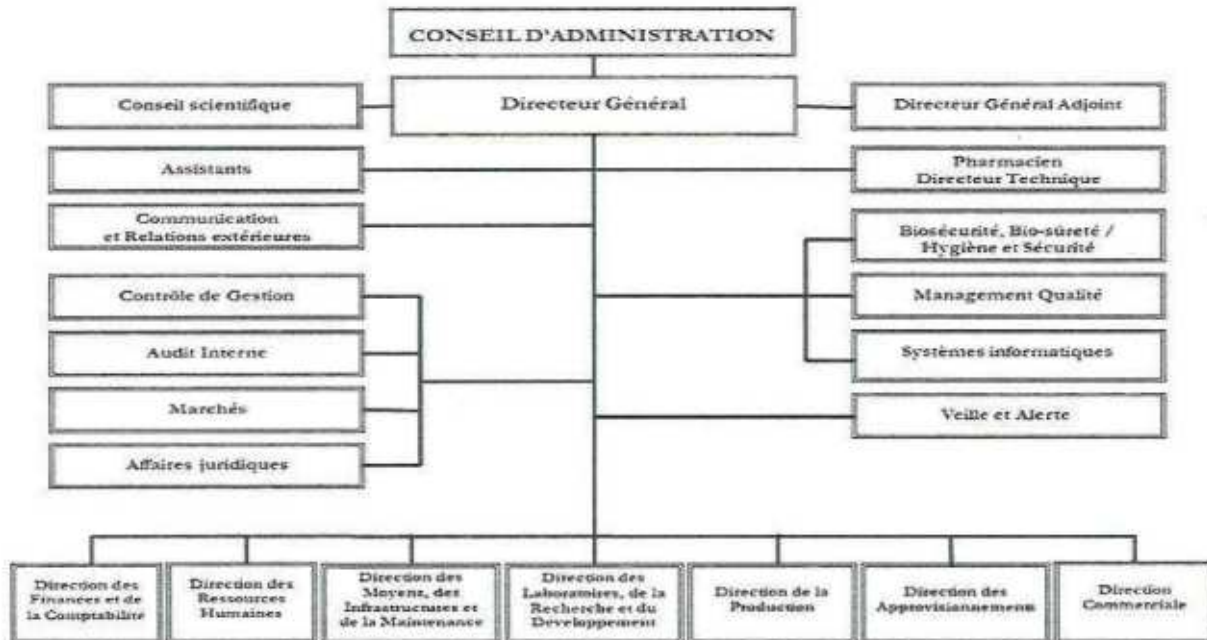 CONSEIL D'ADMINISTRATION
Directeur Général
Conseil scientifique
Directeur Général Adjoint
Assistants
Pharmacien
Directeur Technique
Communication
et Relations extérieures
Biosécurité, Bio-sûreté /
Hygiène et Sécurité
Contrôle de Gestion
Management Qualité
Audit Interne
Systèmes informatiques
Marchés
Veille et Alerte
Affaires juridiques
Direction des
Finances et de
la Comptabilité
Direction des
Ressources
Humaines
Direction des
Moyens, des
Infrastructures et
de la Maintenance
Direction des
Laboratoires, de la
Recherche et du
Développement
Direction de la
Production
Direction des
Approvisionnements
Direction
Commerciale